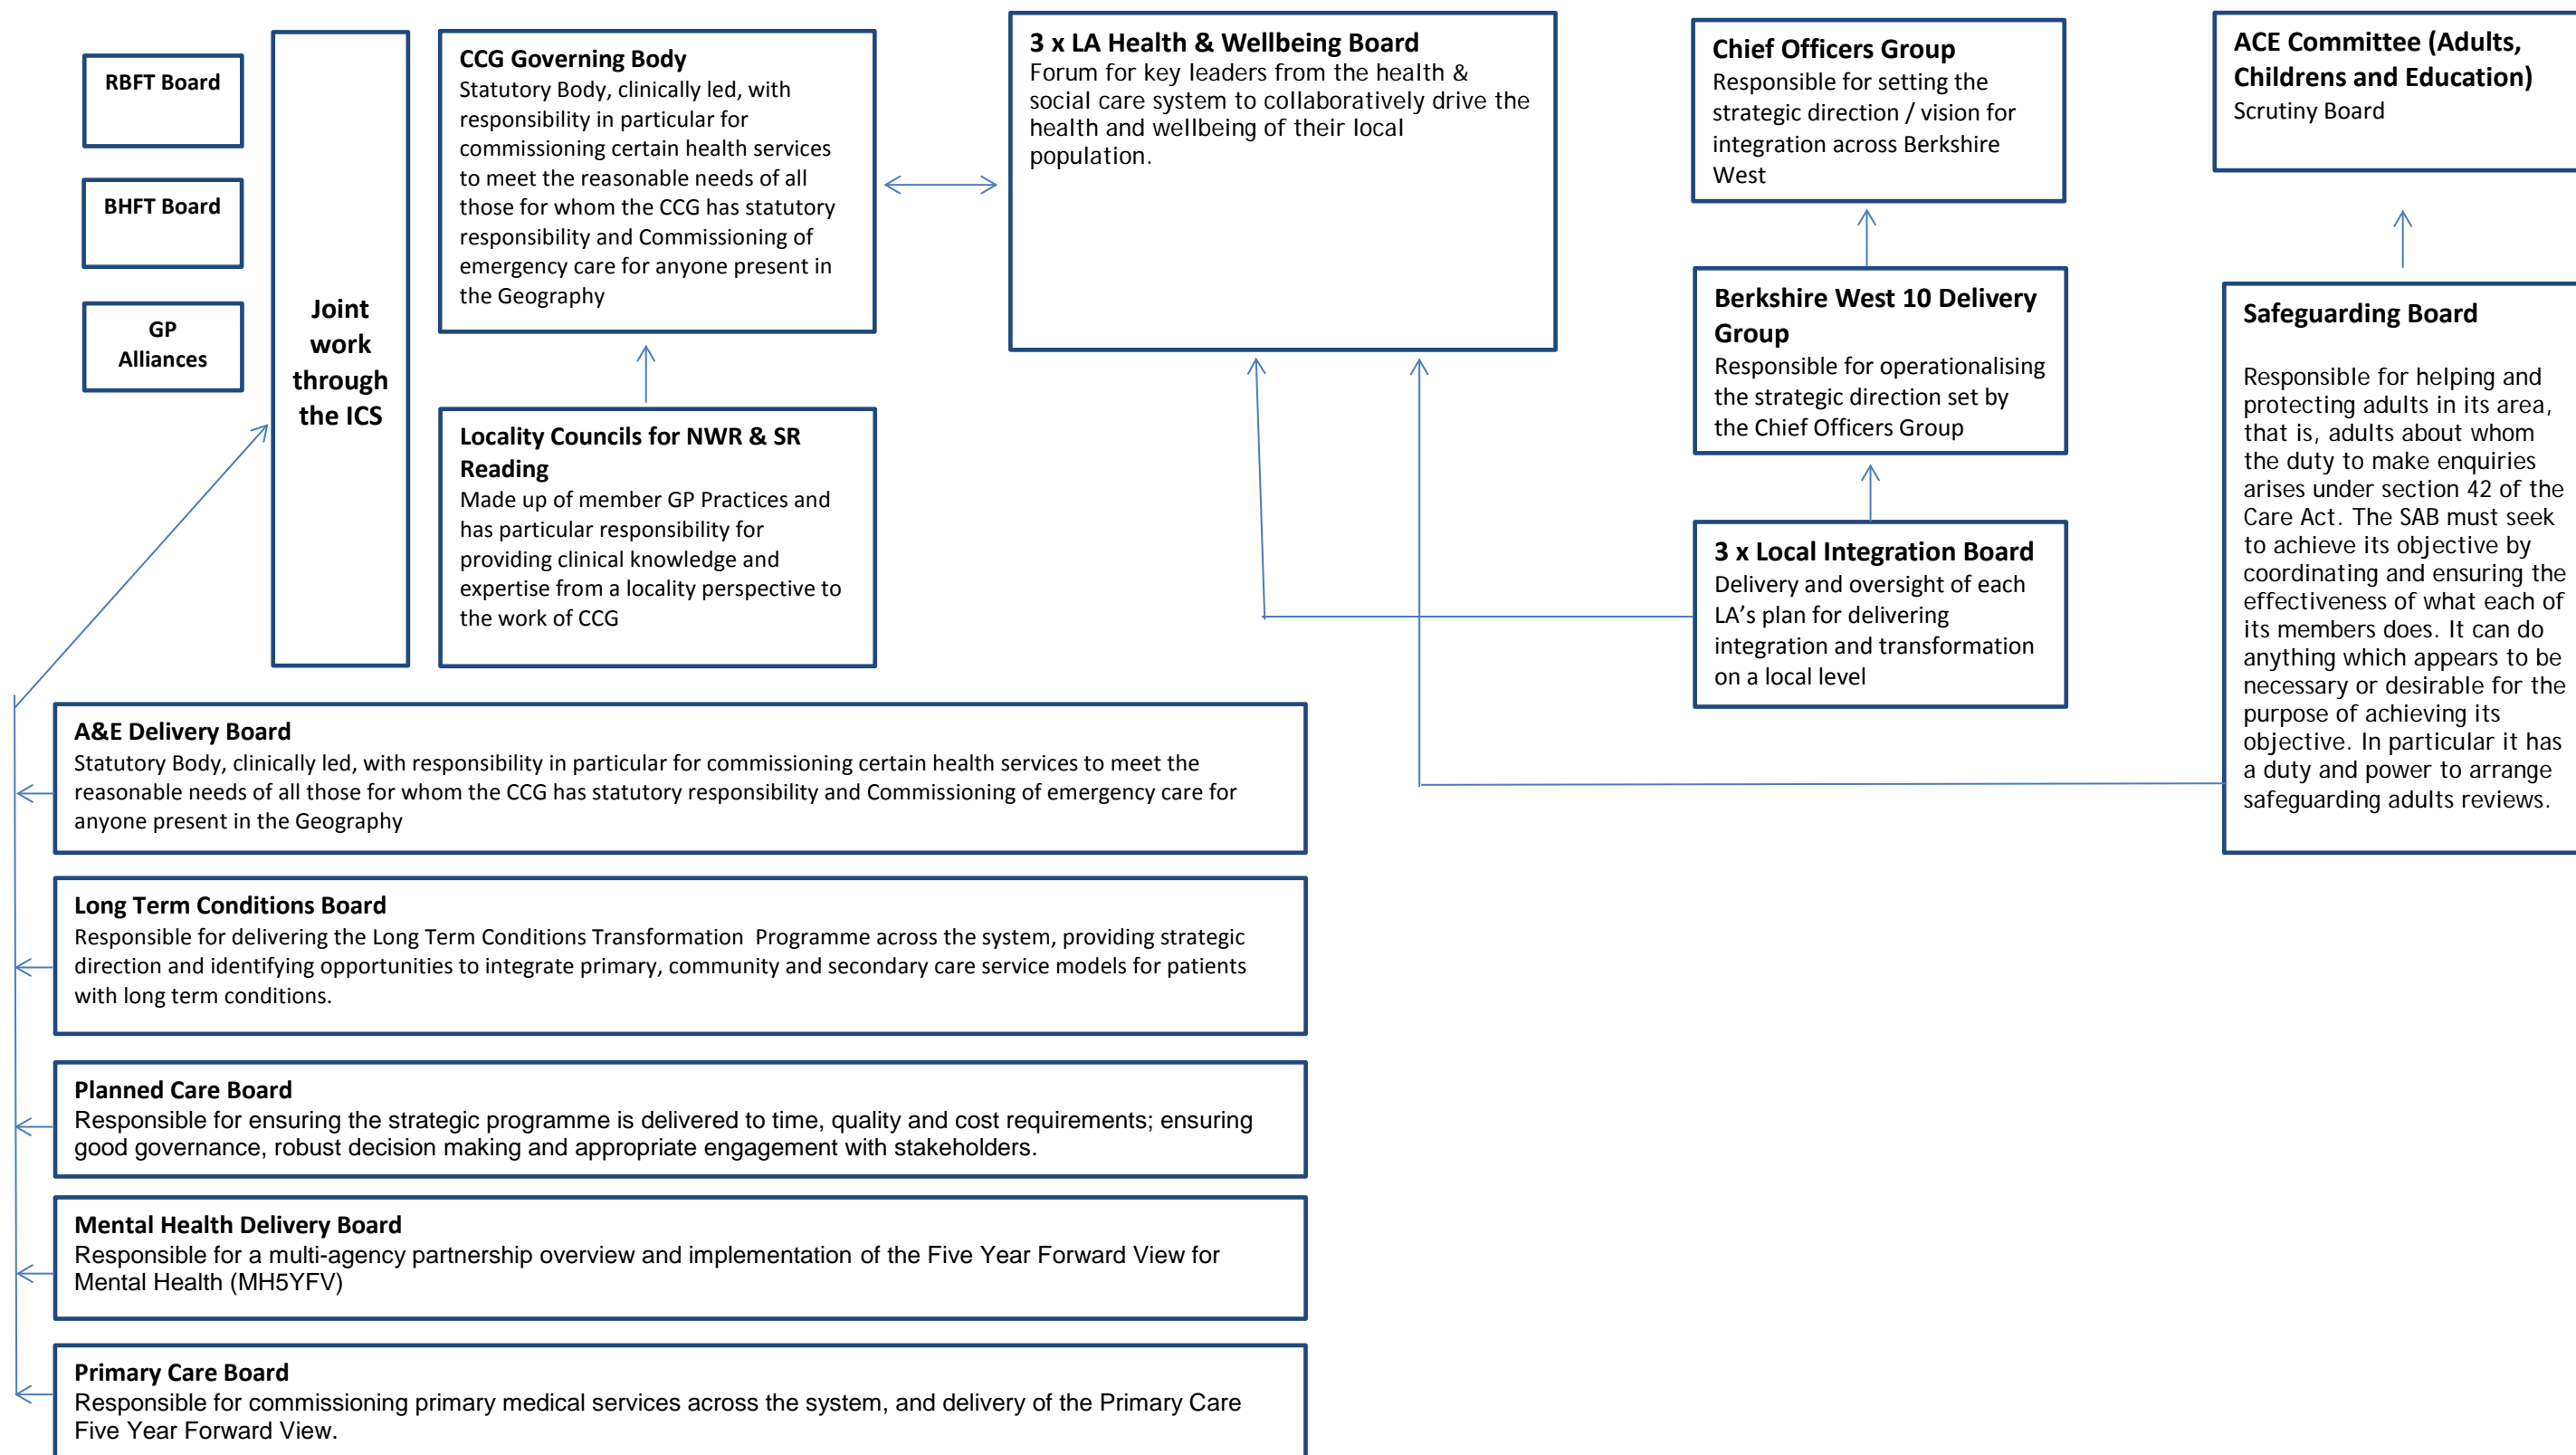 RBFT Board
BHFT Board
GP
Alliances
Joint
work
through
the ICS
CCG Governing Body
Statutory Body, clinically led, with
responsibility in particular for
commissioning certain health services
to meet the reasonable needs of all
those for whom the CCG has statutory
responsibility and Commissioning of
emergency care for anyone present in
the Geography
Locality Councils for NWR & SR
Reading
Made up of member GP Practices and
has particular responsibility for
providing clinical knowledge and
expertise from a locality perspective to
the work of CCG
3 x LA Health & Wellbeing Board
Forum for key leaders from the health &
social care system to collaboratively drive the
health and wellbeing of their local
population.
Chief Officers Group
Responsible for setting the
strategic direction / vision for
integration across Berkshire
West
Berkshire West 10 Delivery
Group
Responsible for operationalising
the strategic direction set by
the Chief Officers Group
3 x Local Integration Board
Delivery and oversight of each
LA’s plan for delivering
integration and transformation
on a local level
ACE Committee (Adults,
Childrens and Education)
Scrutiny Board
Safeguarding Board
Responsible for helping and
protecting adults in its area,
that is, adults about whom
the duty to make enquiries
arises under section 42 of the
Care Act. The SAB must seek
to achieve its objective by
coordinating and ensuring the
effectiveness of what each of
its members does. It can do
anything which appears to be
necessary or desirable for the
purpose of achieving its
objective. In particular it has
a duty and power to arrange
safeguarding adults reviews.
A&E Delivery Board
Statutory Body, clinically led, with responsibility in particular for commissioning certain health services to meet the
reasonable needs of all those for whom the CCG has statutory responsibility and Commissioning of emergency care for
anyone present in the Geography
Long Term Conditions Board
Responsible for delivering the Long Term Conditions Transformation Programme across the system, providing strategic
direction and identifying opportunities to integrate primary, community and secondary care service models for patients
with long term conditions.
Planned Care Board
Responsible for ensuring the strategic programme is delivered to time, quality and cost requirements; ensuring
good governance, robust decision making and appropriate engagement with stakeholders.
Mental Health Delivery Board
Responsible for a multi-agency partnership overview and implementation of the Five Year Forward View for
Mental Health (MH5YFV)
Primary Care Board
Responsible for commissioning primary medical services across the system, and delivery of the Primary Care
Five Year Forward View.